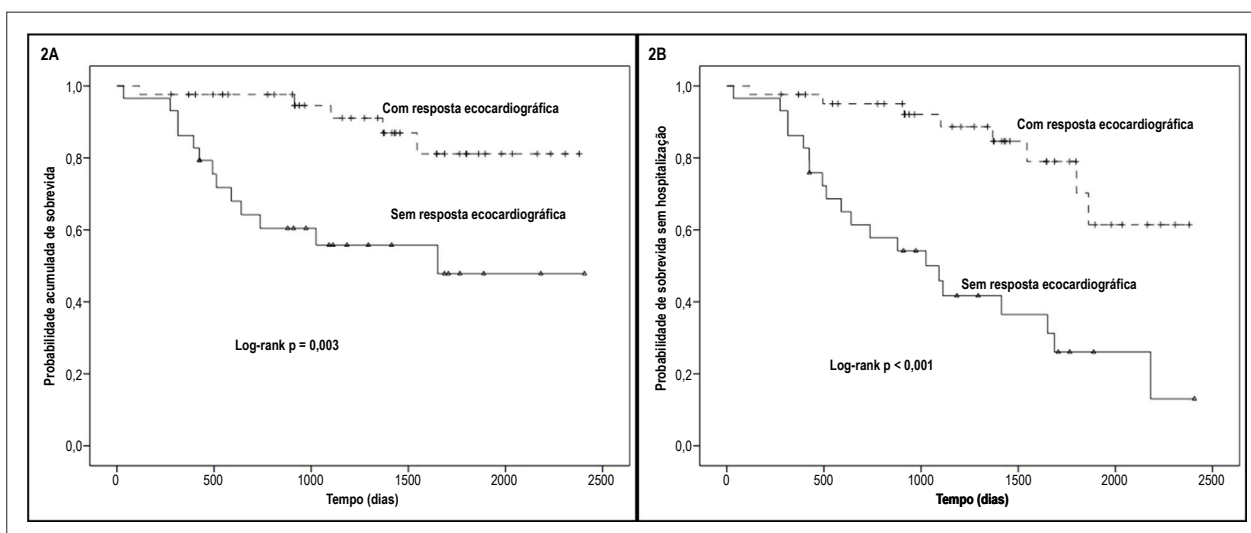 2A
Probabilidade acumulada de sobrevida
1,0
0,8
0,6
0,4
0,2
0,0
Com resposta ecocardiográfica
Sem resposta ecocardiográfica
Log-rank p = 0,003
0 500 1000 1500 2000 2500
Tempo (dias)
2B
Probabilidade de sobrevida sem hospitalização
1,0
0,8
0,6
0,4
0,2
0,0
Com resposta ecocardiográfica
Sem resposta ecocardiográfica
Log-rank p < 0,001
0 500 1000 1500 2000 2500
Tempo (dias)